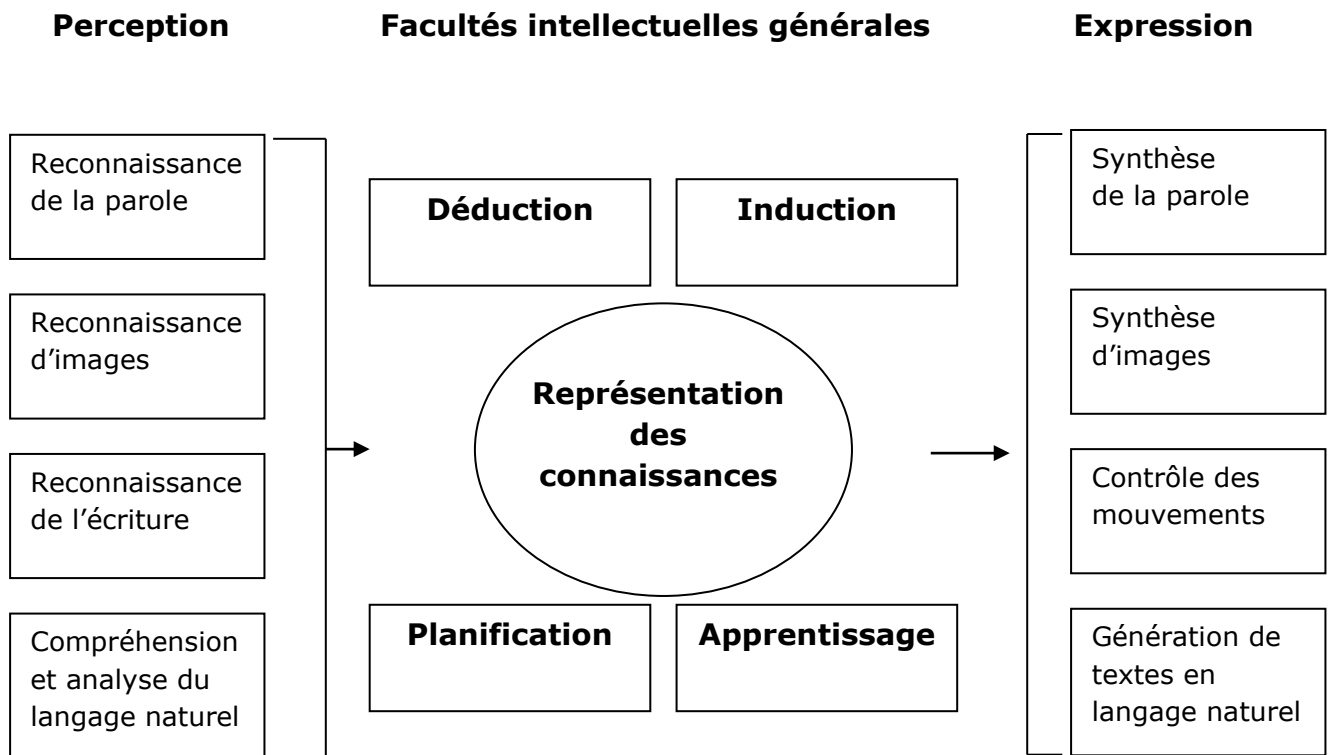 Perception
Facultés intellectuelles générales
Expression
Reconnaissance
de la parole
Reconnaissance
d’images
Reconnaissance
de l’écriture
Compréhension
et analyse du
langage naturel
Déduction
Induction
Représentation
des
connaissances
Planification
Apprentissage
Synthèse
de la parole
Synthèse
d’images
Contrôle des
mouvements
Génération de
textes en
langage naturel